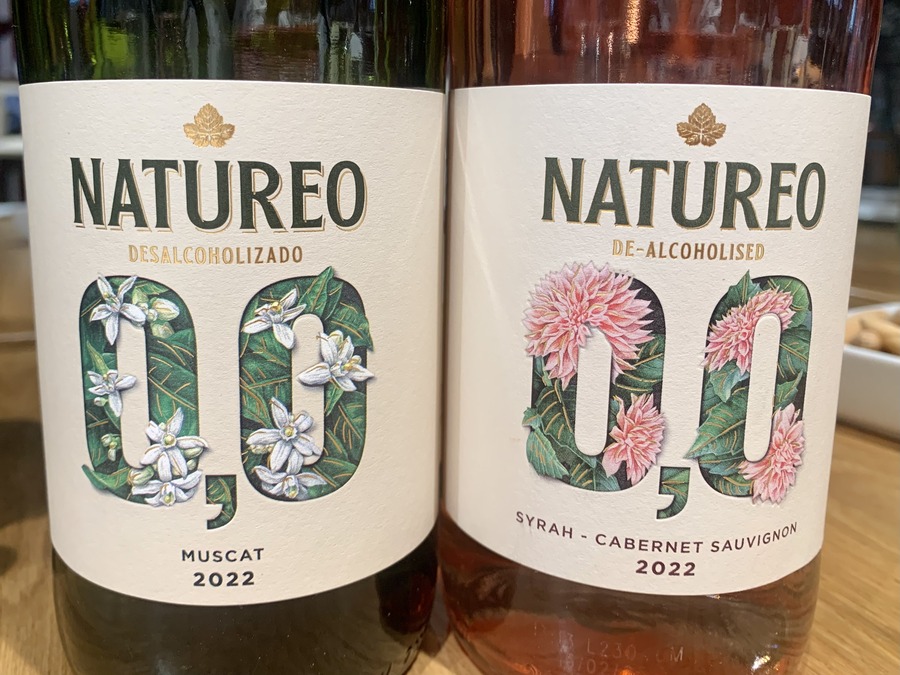 NATUREO
DESALCOHOLIZADO
0,0
MUSCAT
2022
NATUREO
DE-ALCOHOLISED
0,0
SYRAH - CABERNET SAUVIGNON
2022